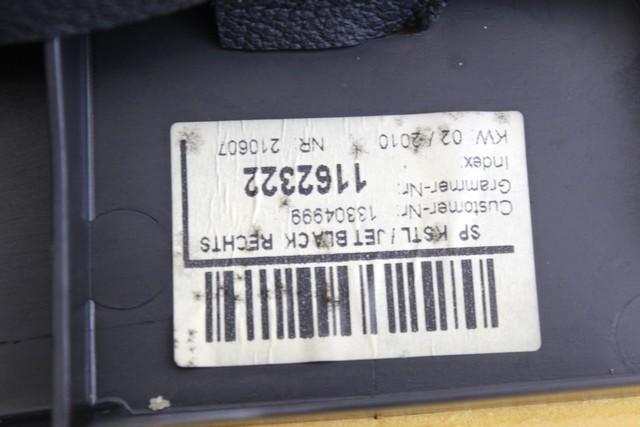 SP KSTL / JET BLACK RECHTS
Customer-Nr: 13304999
Grammer-Nr: 1162322
Index:
KW: 02 / 2010 NR: 210607